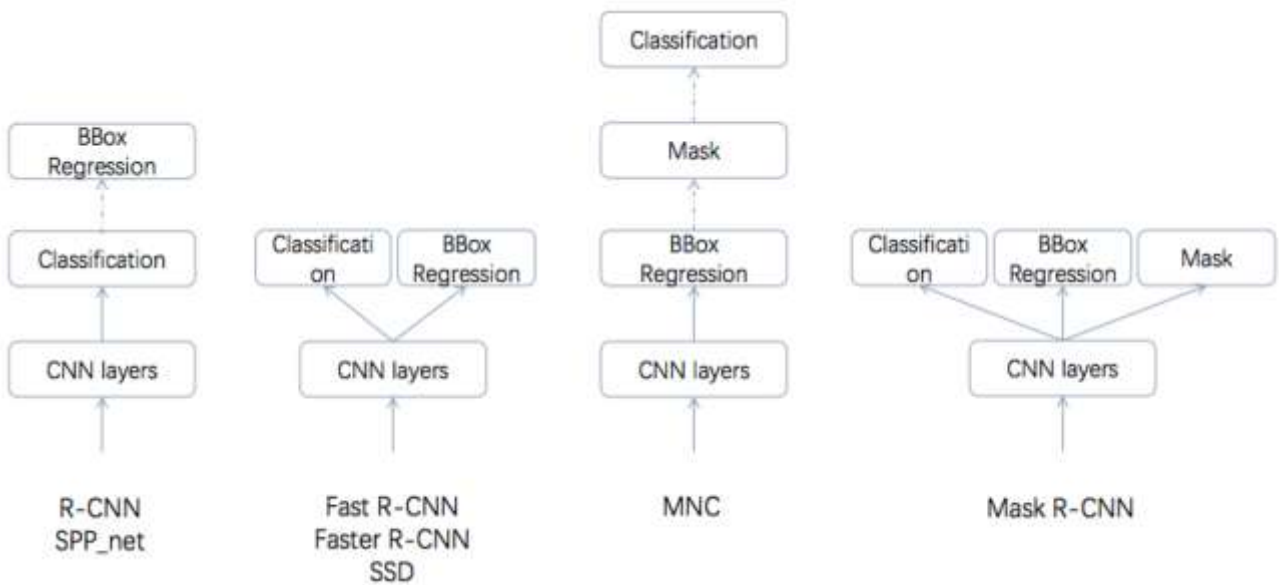 BBox
Regression
Classification
CNN layers
R-CNN
SPP_net
Classificati
on
BBox
Regression
CNN layers
Fast R-CNN
Faster R-CNN
SSD
Classification
Mask
BBox
Regression
CNN layers
MNC
Classificati
on
BBox
Regression
Mask
CNN layers
Mask R-CNN